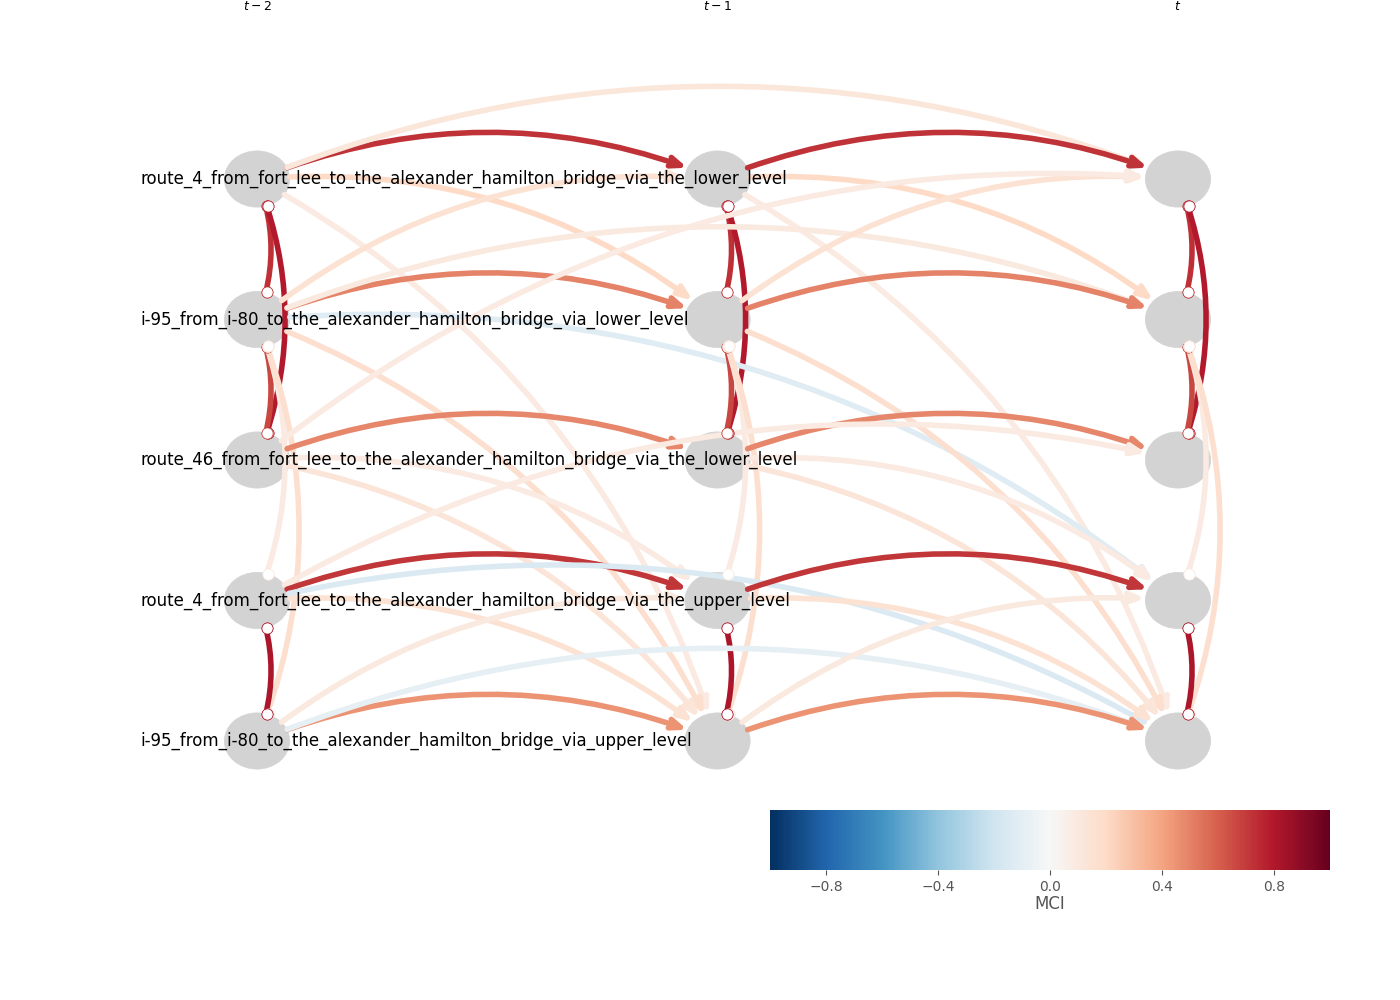 t − 2 t − 1 t
route_4_from_fort_lee_to_the_alexander_hamilton_bridge_via_the_lower_level
i-95_from_i-80_to_the_alexander_hamilton_bridge_via_lower_level
route_46_from_fort_lee_to_the_alexander_hamilton_bridge_via_the_lower_level
route_4_from_fort_lee_to_the_alexander_hamilton_bridge_via_the_upper_level
i-95_from_i-80_to_the_alexander_hamilton_bridge_via_upper_level
−0.8 −0.4 0.0 0.4 0.8
MCI